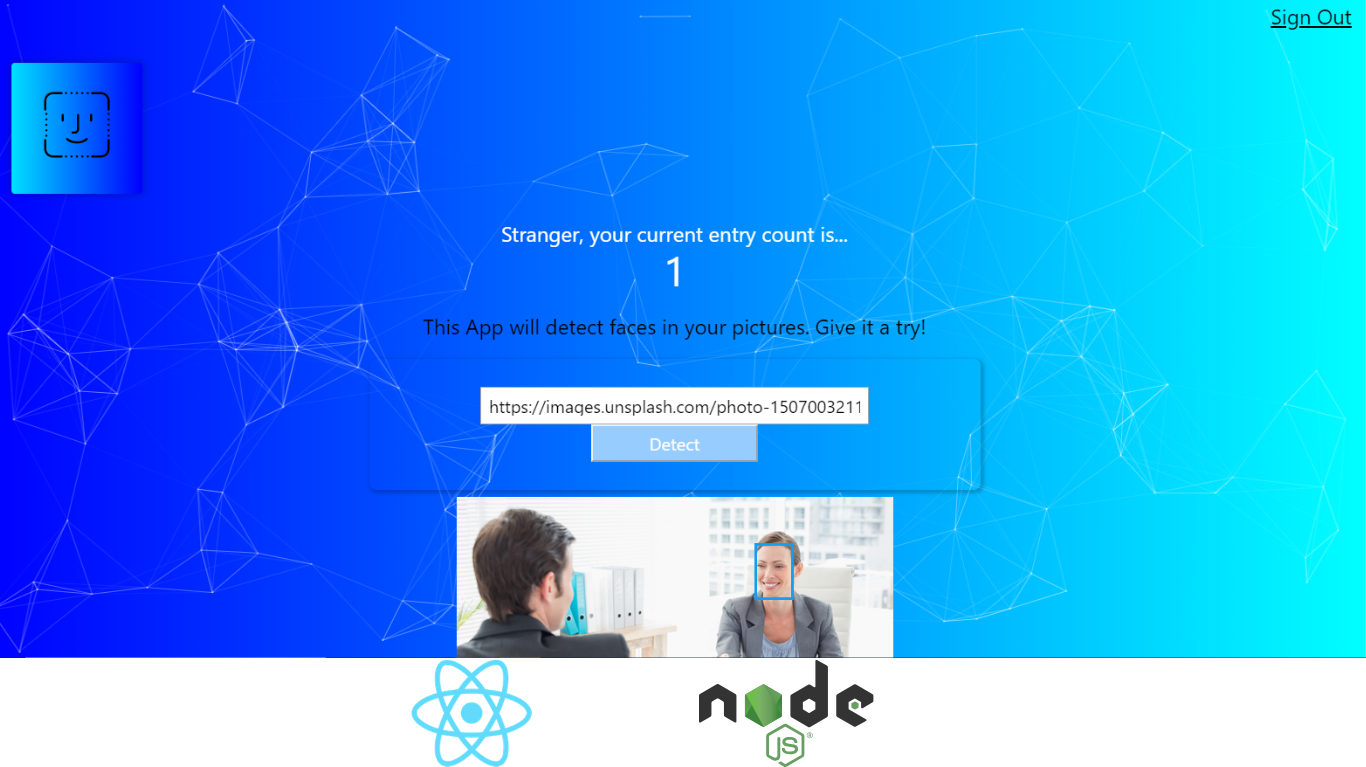 Sign Out
Stranger, your current entry count is...
1
This App will detect faces in your pictures. Give it a try!
https://images.unsplash.com/photo-1507003211
Detect
node
JS®